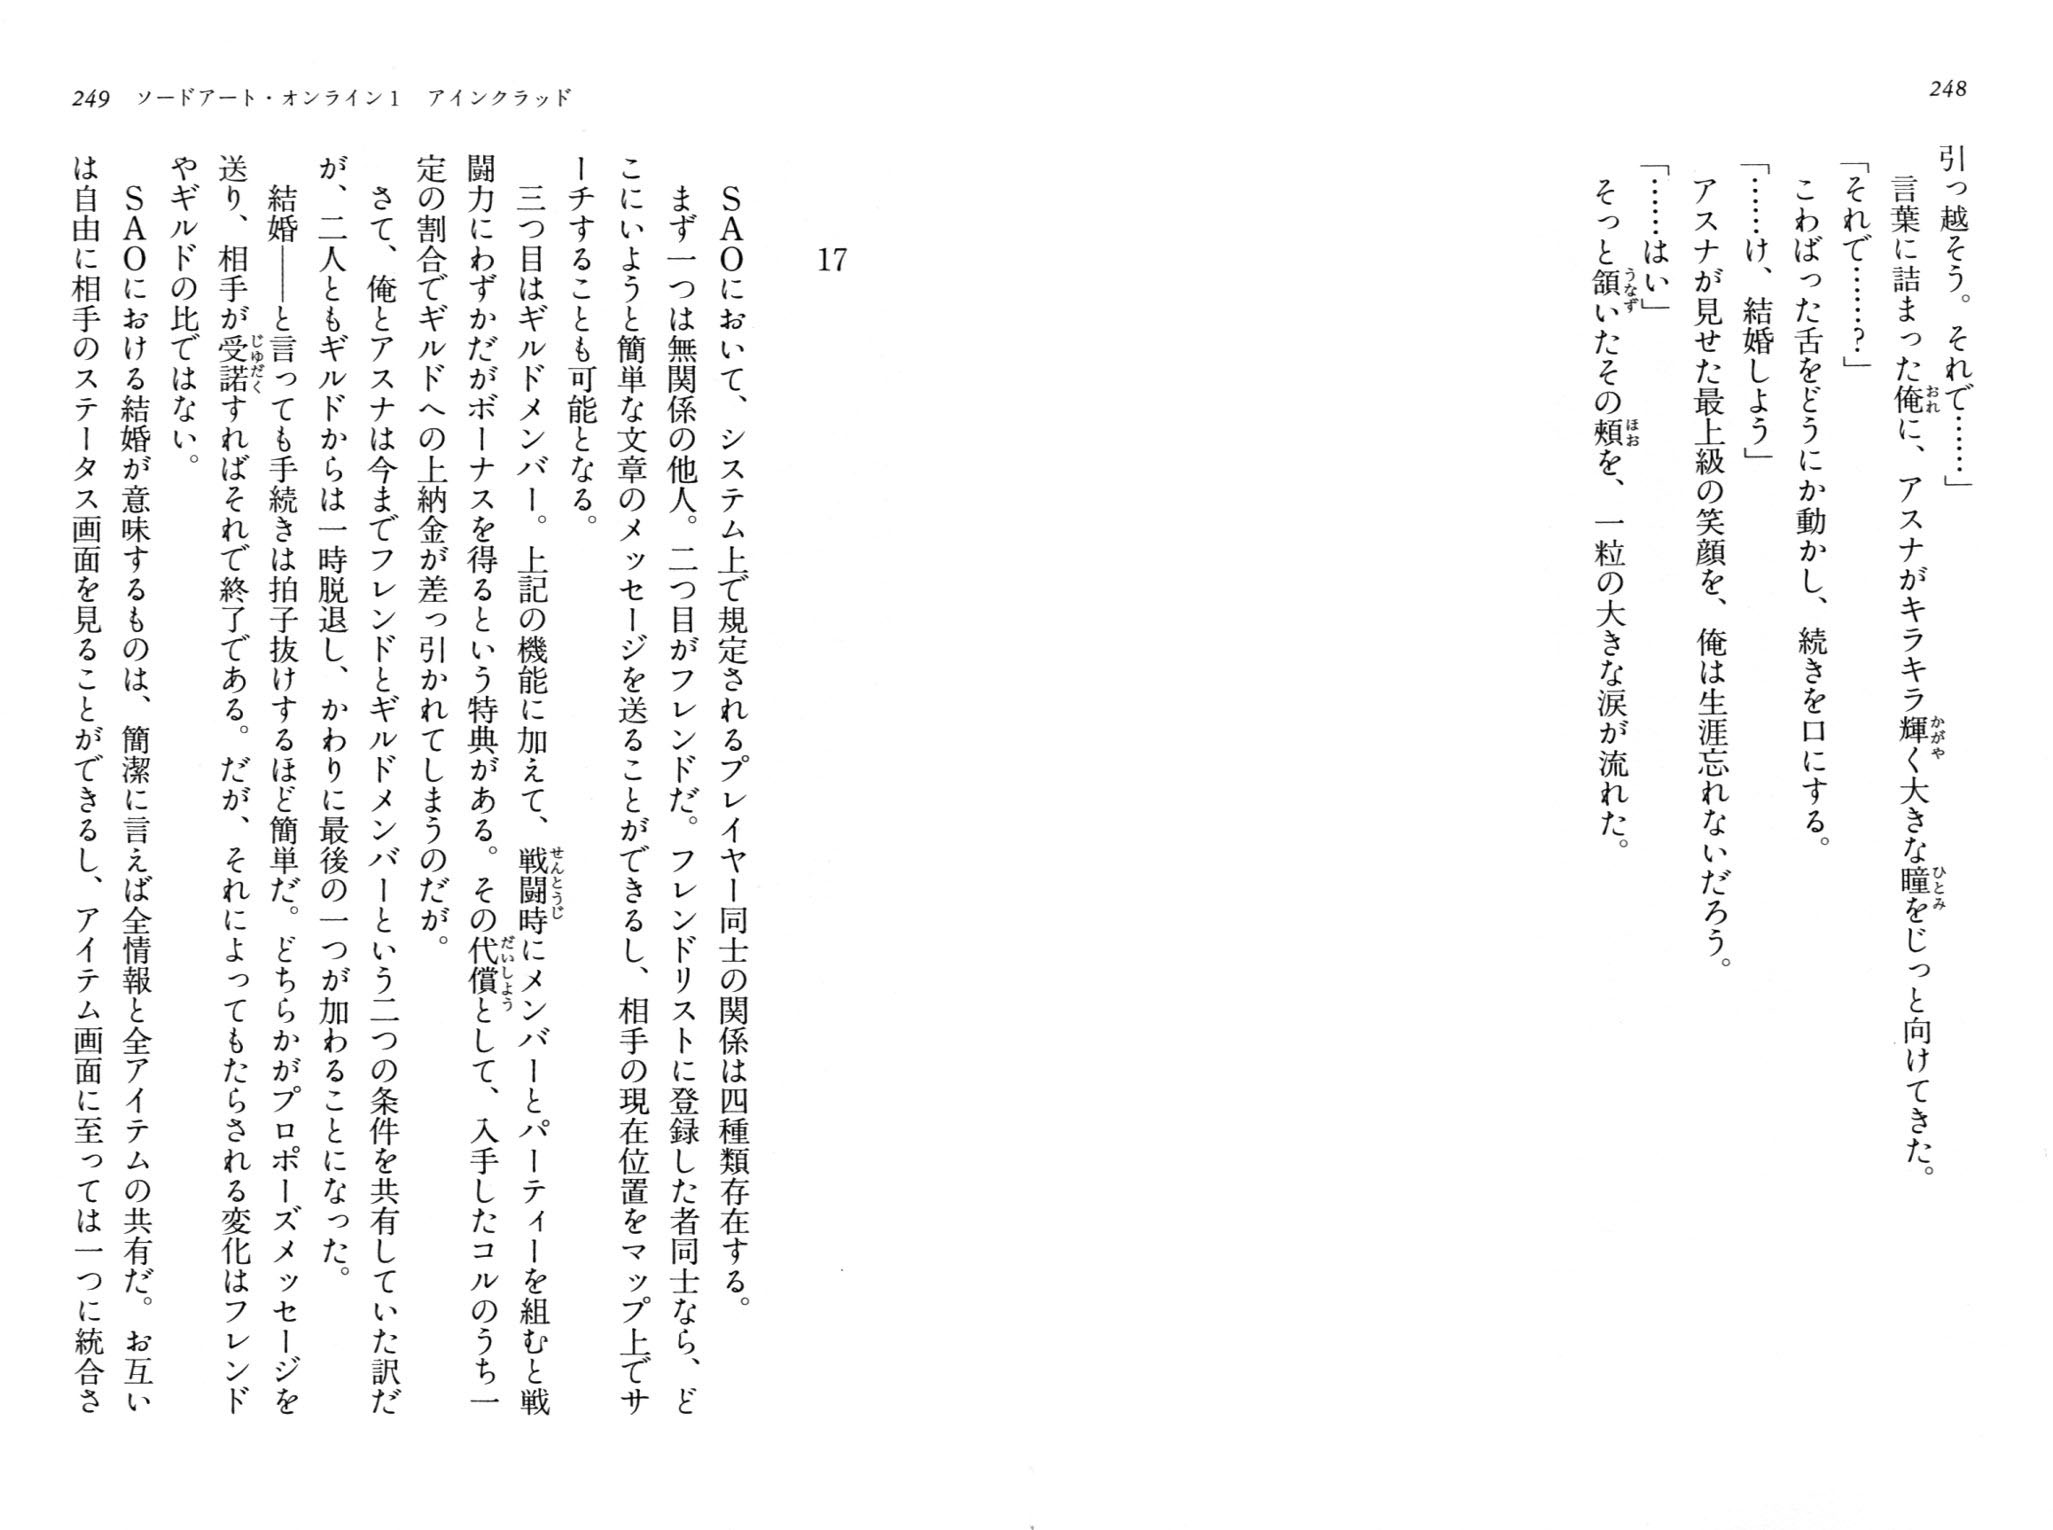 248
引っ越そう。それで……」
言葉に詰まった俺に、アスナがキラキラ輝く大きな瞳をじっと向けてきた。
「それで……？」
こわばった舌をどうにか動かし、続きを口にする。
「……け、結婚しよう」
アスナが見せた最上級の笑顔を、俺は生涯忘れないだろう。
「……はい」
そっと頷いたその頬を、一粒の大きな涙が流れた。
249 ソードアート・オンライン1 アインクラッド
17
SAOにおいて、システム上で規定されるプレイヤー同士の関係は四種類存在する。
まず一つは無関係の他人。二つ目がフレンドだ。フレンドリストに登録した者同士なら、ど
こにいようと簡単な文章のメッセージを送ることができるし、相手の現在位置をマップ上でサ
ーチすることも可能となる。
三つ目はギルドメンバー。上記の機能に加えて、戦闘時にメンバーとパーティーを組むと戦
闘力にわずかだがボーナスを得るという特典がある。その代償として、入手したコルのうち一
定の割合でギルドへの上納金が差っ引かれてしまうのだが。
さて、俺とアスナは今までフレンドとギルドメンバーという二つの条件を共有していた訳だ
が、二人ともギルドからは一時脱退し、かわりに最後の一つが加わることになった。
結婚――と言っても手続きは拍子抜けするほど簡単だ。どちらかがプロポーズメッセージを
送り、相手が受諾すればそれで終了である。だが、それによってもたらされる変化はフレンド
やギルドの比ではない。
SAOにおける結婚が意味するものは、簡潔に言えば全情報と全アイテムの共有だ。お互い
は自由に相手のステータス画面を見ることができるし、アイテム画面に至っては一つに統合さ